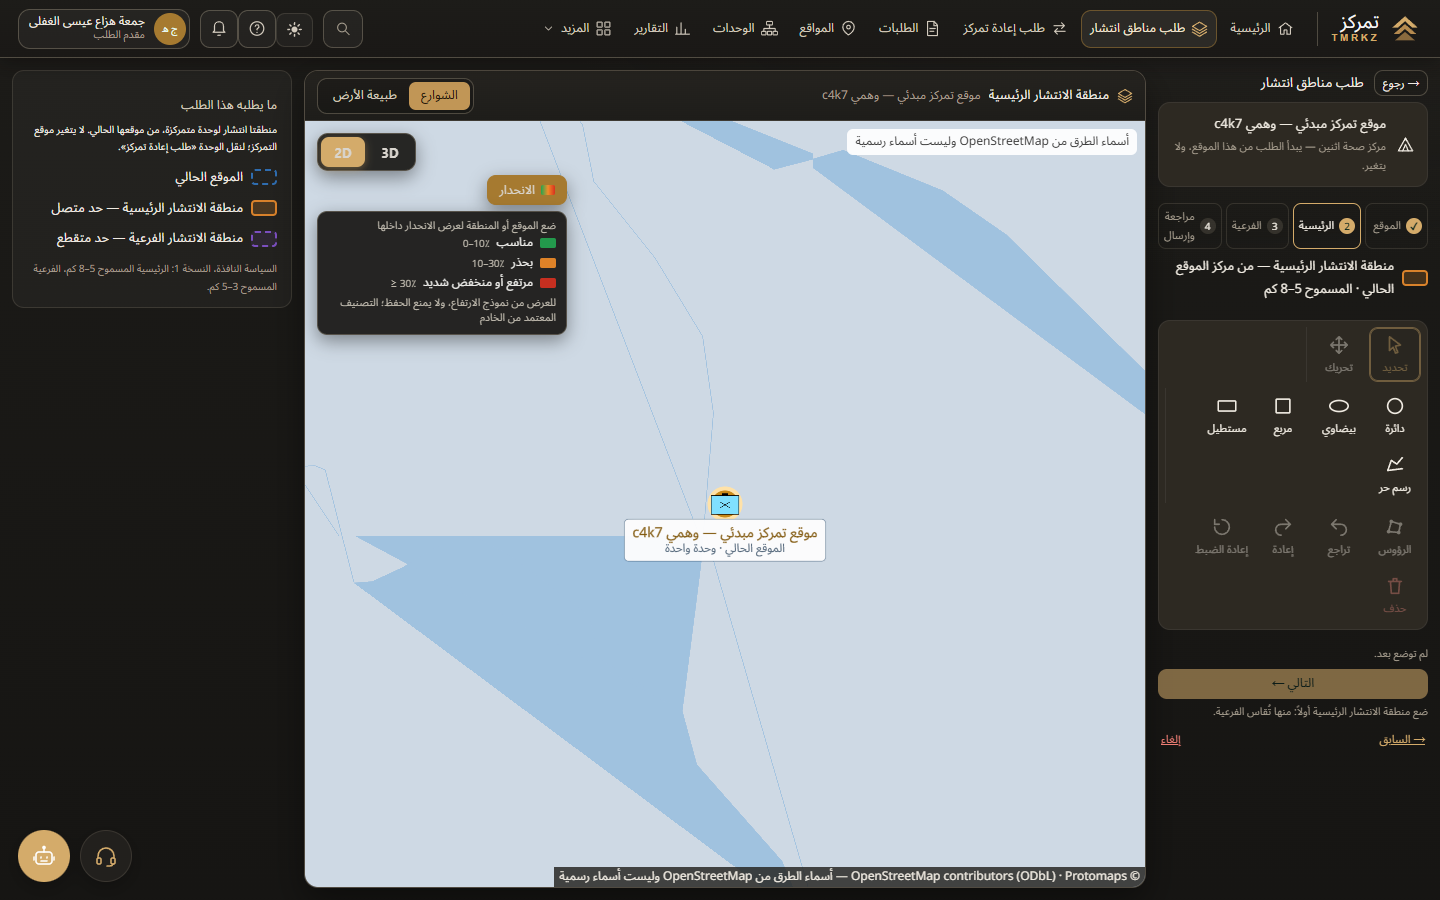 تمركز
TMRKZ
الرئيسية
طلب مناطق انتشار
طلب إعادة تمركز
الطلبات
المواقع
الوحدات
التقارير
المزيد
جمعة هزاع عيسى الغفلي
مقدم الطلب
ج ه
→ رجوع
طلب مناطق انتشار
موقع تمركز مبدئي — وهمي c4k7
مركز صحة اثنين — يبدأ الطلب من هذا الموقع، ولا
يتغير.
✓ الموقع
2 الرئيسية
3 الفرعية
4 مراجعة
وإرسال
منطقة الانتشار الرئيسية — من مركز الموقع
الحالي · المسموح 5–8 كم
تحديد
تحريك
دائرة
بيضاوي
مربع
مستطيل
رسم حر
الرؤوس
تراجع
إعادة
إعادة الضبط
حذف
لم توضع بعد.
التالي ←
ضع منطقة الانتشار الرئيسية أولاً: منها تُقاس الفرعية.
→ السابق
إلغاء
منطقة الانتشار الرئيسية موقع تمركز مبدئي — وهمي c4k7
الشوارع
طبيعة الأرض
أسماء الطرق من OpenStreetMap وليست أسماء رسمية
2D
3D
الانحدار
ضع الموقع أو المنطقة لعرض الانحدار داخلها
مناسب 0–10٪
بحذر 10–30٪
مرتفع أو منخفض شديد ≥ 30٪
للعرض من نموذج الارتفاع، ولا يمنع الحفظ؛ التصنيف
المعتمد من الخادم
موقع تمركز مبدئي — وهمي c4k7
الموقع الحالي · وحدة واحدة
© OpenStreetMap contributors (ODbL) · Protomaps — أسماء الطرق من OpenStreetMap وليست أسماء رسمية
ما يطلبه هذا الطلب
منطقتا انتشار لوحدة متمركزة، من موقعها الحالي. لا يتغير موقع
التمركز؛ لنقل الوحدة «طلب إعادة تمركز».
الموقع الحالي
منطقة الانتشار الرئيسية — حد متصل
منطقة الانتشار الفرعية — حد متقطع
السياسة النافذة، النسخة 1: الرئيسية المسموح 5–8 كم، الفرعية
المسموح 3–5 كم.